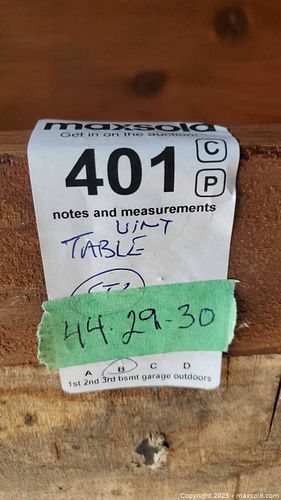 maxsold
Get in on the auction!
401 C
P
notes and measurements
VINT
TABLE
44-29-30
A B C D
1st 2nd 3rd bsmt garage outdoors
Copyright 2025 - maxsold.com